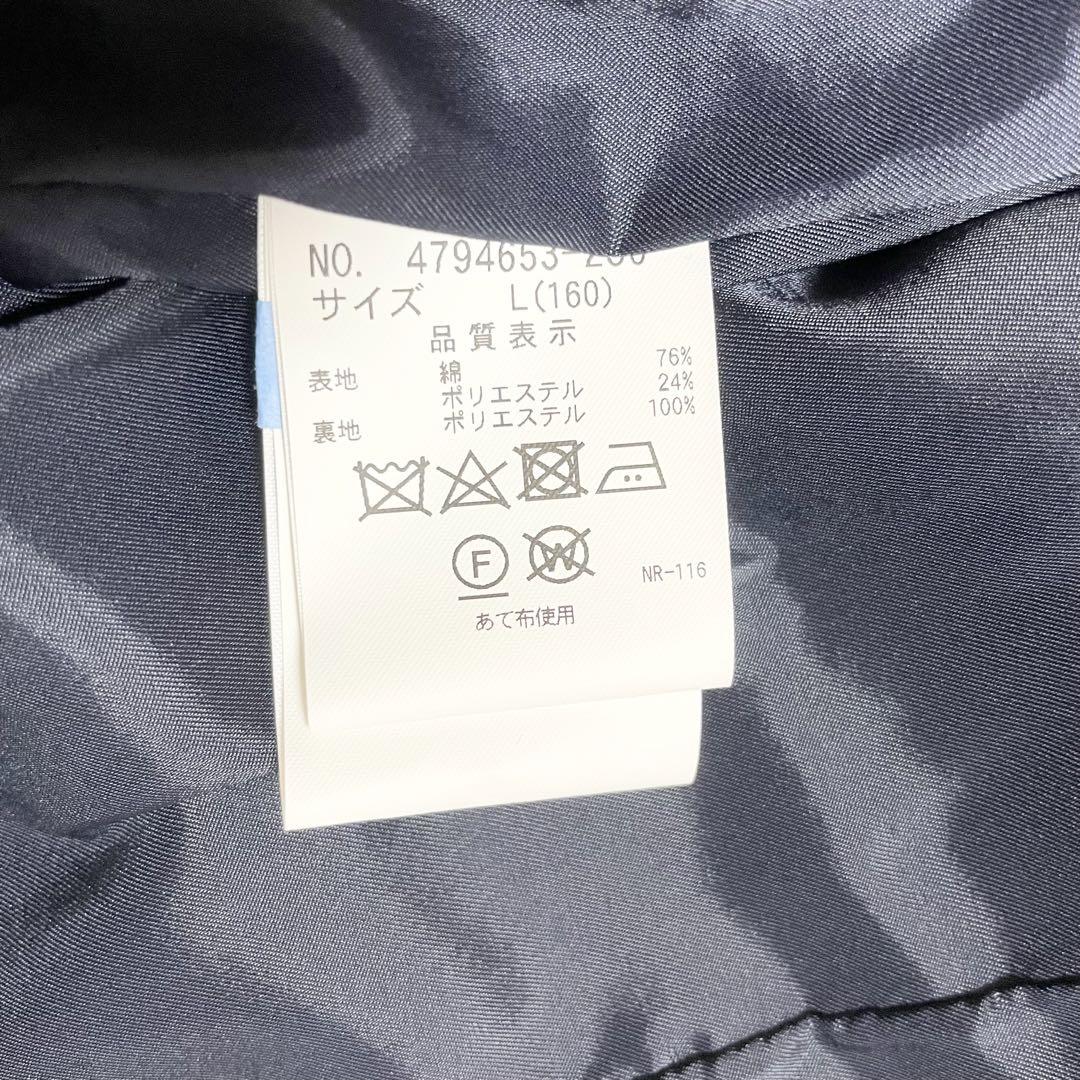 NO. 4794653-
サイズ L(160)
品質表示
表地 綿 76%
ポリエステル 24%
裏地 ポリエステル 100%
F W
NR-116
あて布使用